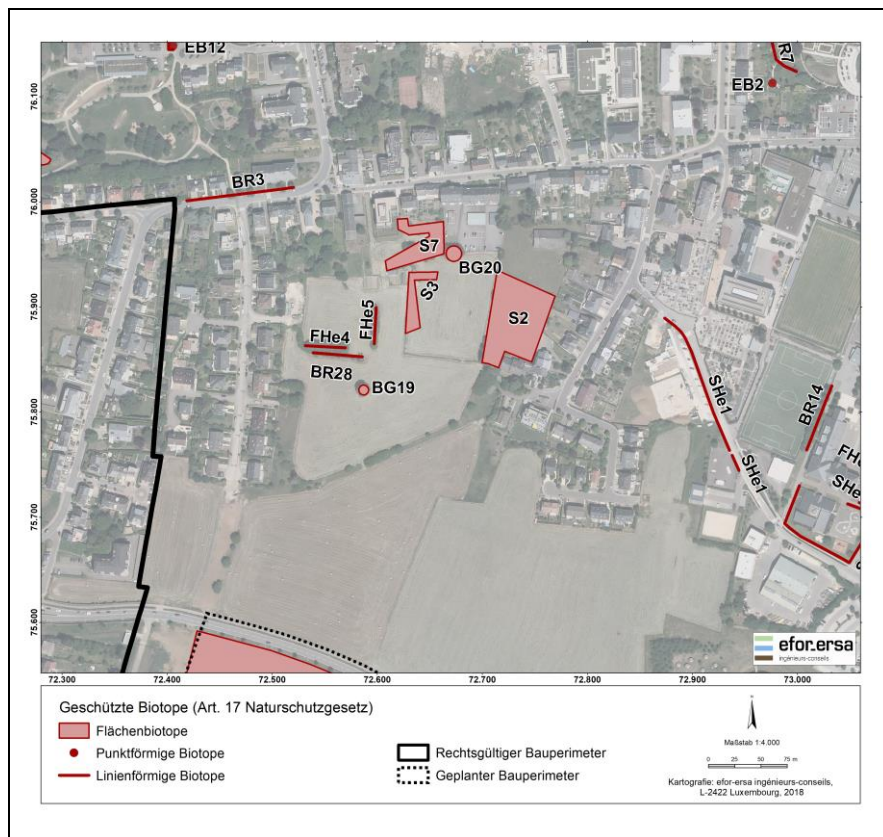 EB12
R7
EB2
BR3
S7
BG20
S3
S2
FHe5
FHe4
BR28
BG19
SHe1
BR14
SHe1
FHe
SHe
76.100
76.000
75.900
75.800
75.700
75.600
72.300 72.400 72.500 72.600 72.700 72.800 72.900 73.000
efor-ersa
ingénieurs-conseils
Geschützte Biotope (Art. 17 Naturschutzgesetz)
Flächenbiotope
Punktförmige Biotope
Linienförmige Biotope
Rechtsgültiger Bauperimeter
Geplanter Bauperimeter
Maßstab 1:4.000
0 25 50 75 m
Kartografie: efor-ersa ingénieurs-conseils,
L-2422 Luxembourg, 2018